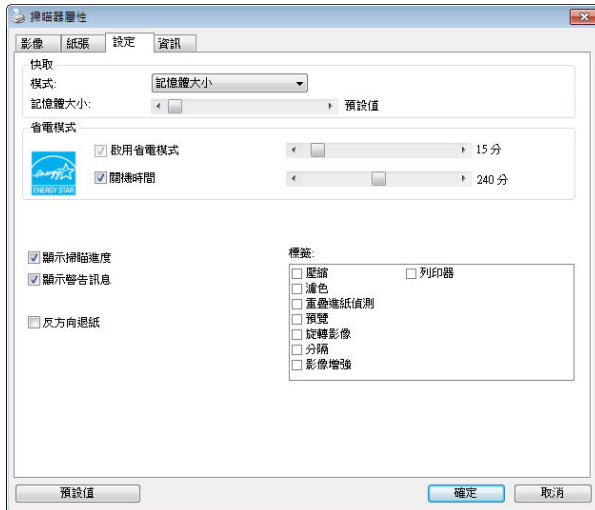 掃瞄器屬性
影像 紙張 設定 資訊
快取
模式: 記憶體大小
記憶體大小: 預設值
省電模式
energy
ENERGY STAR
啟用省電模式 15 分
關機時間 240 分
顯示掃瞄進度
顯示警告訊息
反方向退紙
標籤:
壓縮 列印器
濾色
重疊進紙偵測
預覽
旋轉影像
分隔
影像增強
預設值 確定 取消